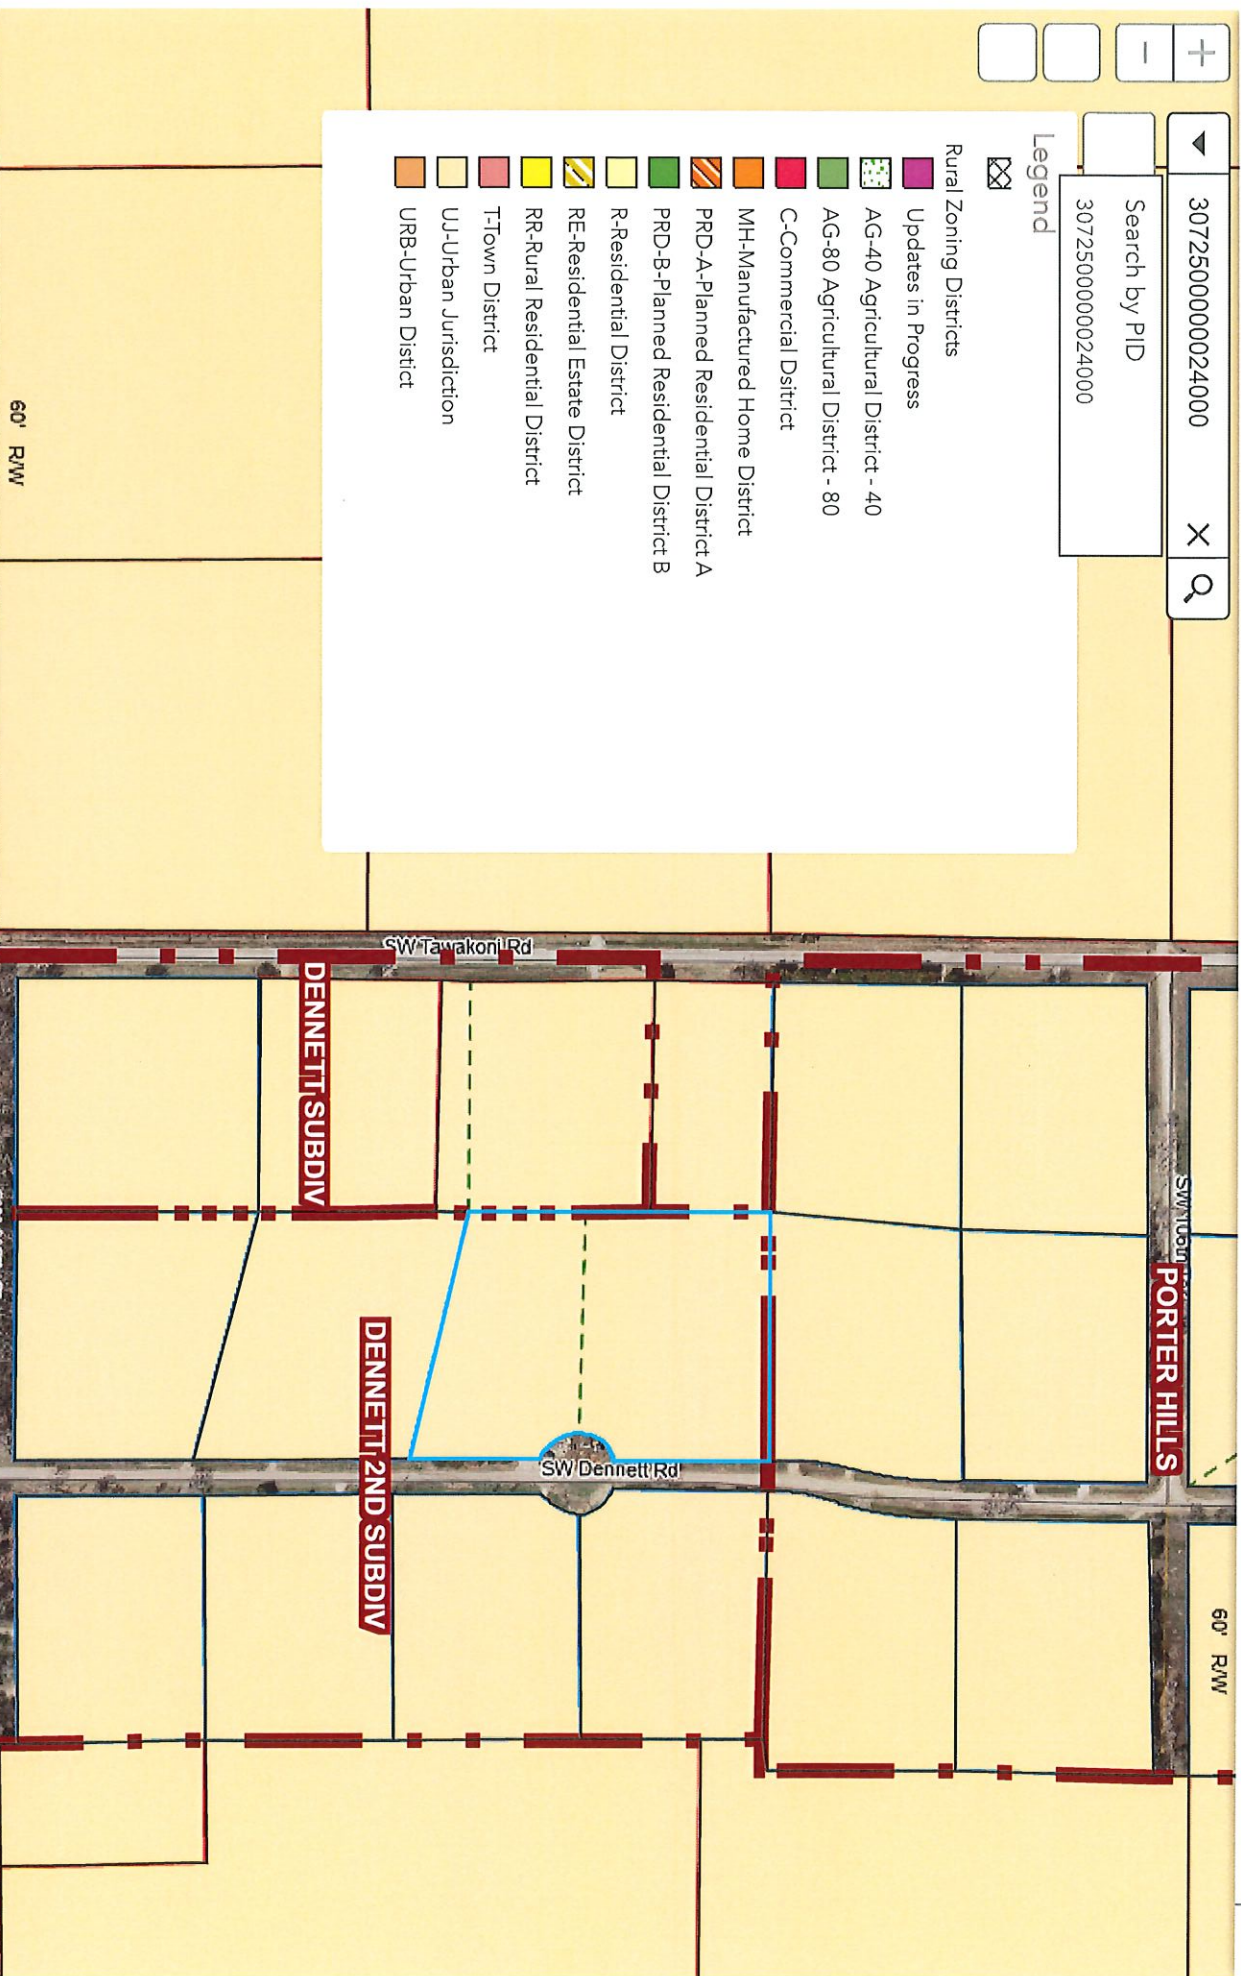 +
−
3072500000024000
Search by PID
3072500000024000
Legend
Rural Zoning Districts
Updates in Progress
AG-40 Agricultural District - 40
AG-80 Agricultural District - 80
C-Commercial Dsitrict
MH-Manufactured Home District
PRD-A-Planned Residential District A
PRD-B-Planned Residential District B
R-Residential District
RE-Residential Estate District
RR-Rural Residential District
T-Town District
UJ-Urban Jurisdiction
URB-Urban Distict
60' R/W
SW Tawakoni Rd
DENNETT SUBDIV
DENNETT 2ND SUBDIV
SW Dennett Rd
SW 106th
PORTER HILLS
60' R/W